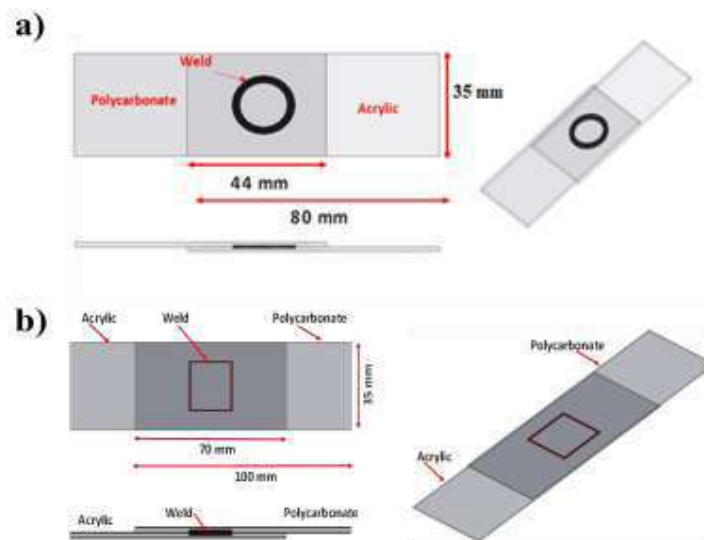 a)
Weld
Polycarbonate
Acrylic
35 mm
44 mm
80 mm
b)
Acrylic
Weld
Polycarbonate
35 mm
70 mm
100 mm
Acrylic
Weld
Polycarbonate
Polycarbonate
Acrylic